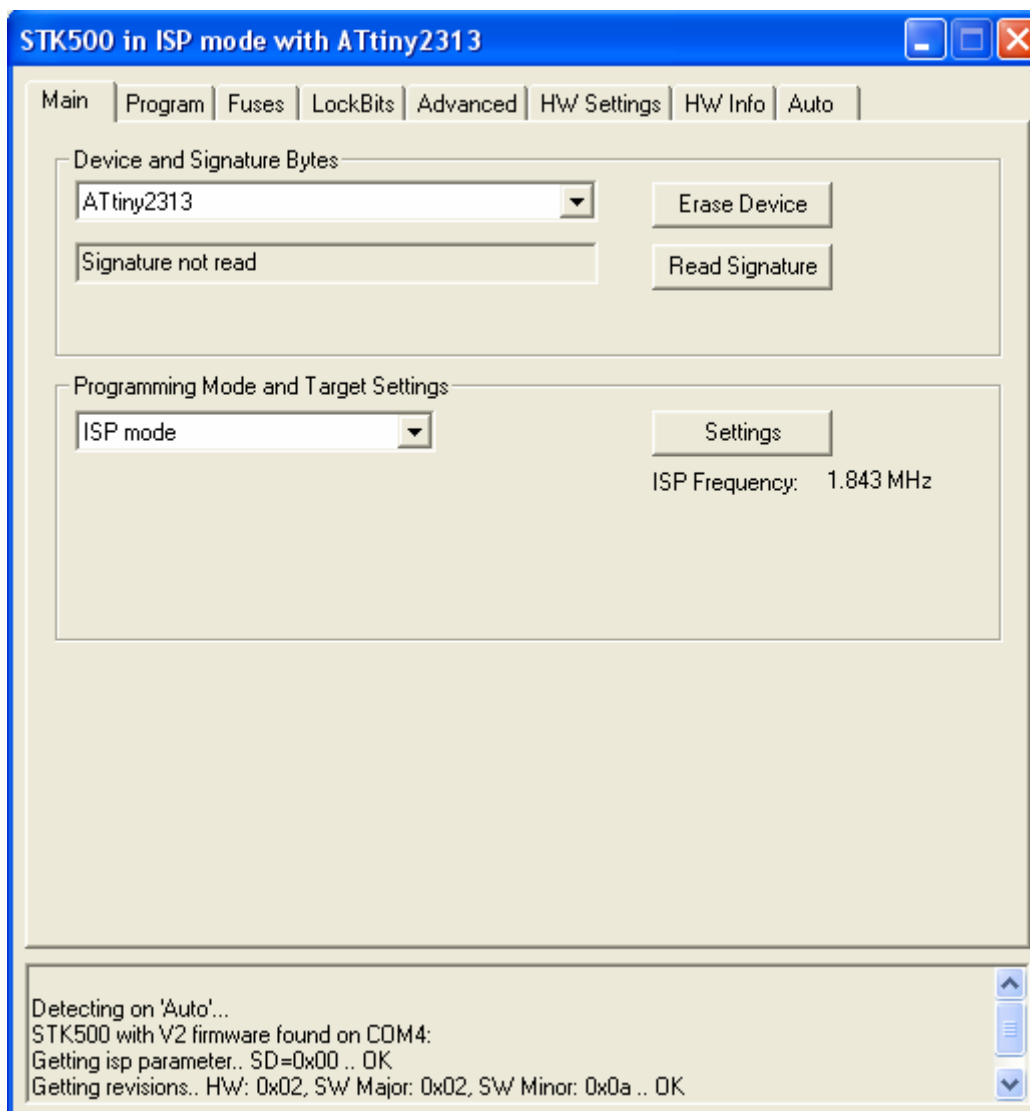 STK500 in ISP mode with ATtiny2313
Main Program Fuses LockBits Advanced HW Settings HW Info Auto
Device and Signature Bytes
ATtiny2313 Erase Device
Signature not read Read Signature
Programming Mode and Target Settings
ISP mode Settings
ISP Frequency: 1.843 MHz
Detecting on 'Auto'...
STK500 with V2 firmware found on COM4:
Getting isp parameter.. SD=0x00 .. OK
Getting revisions.. HW: 0x02, SW Major: 0x02, SW Minor: 0x0a .. OK